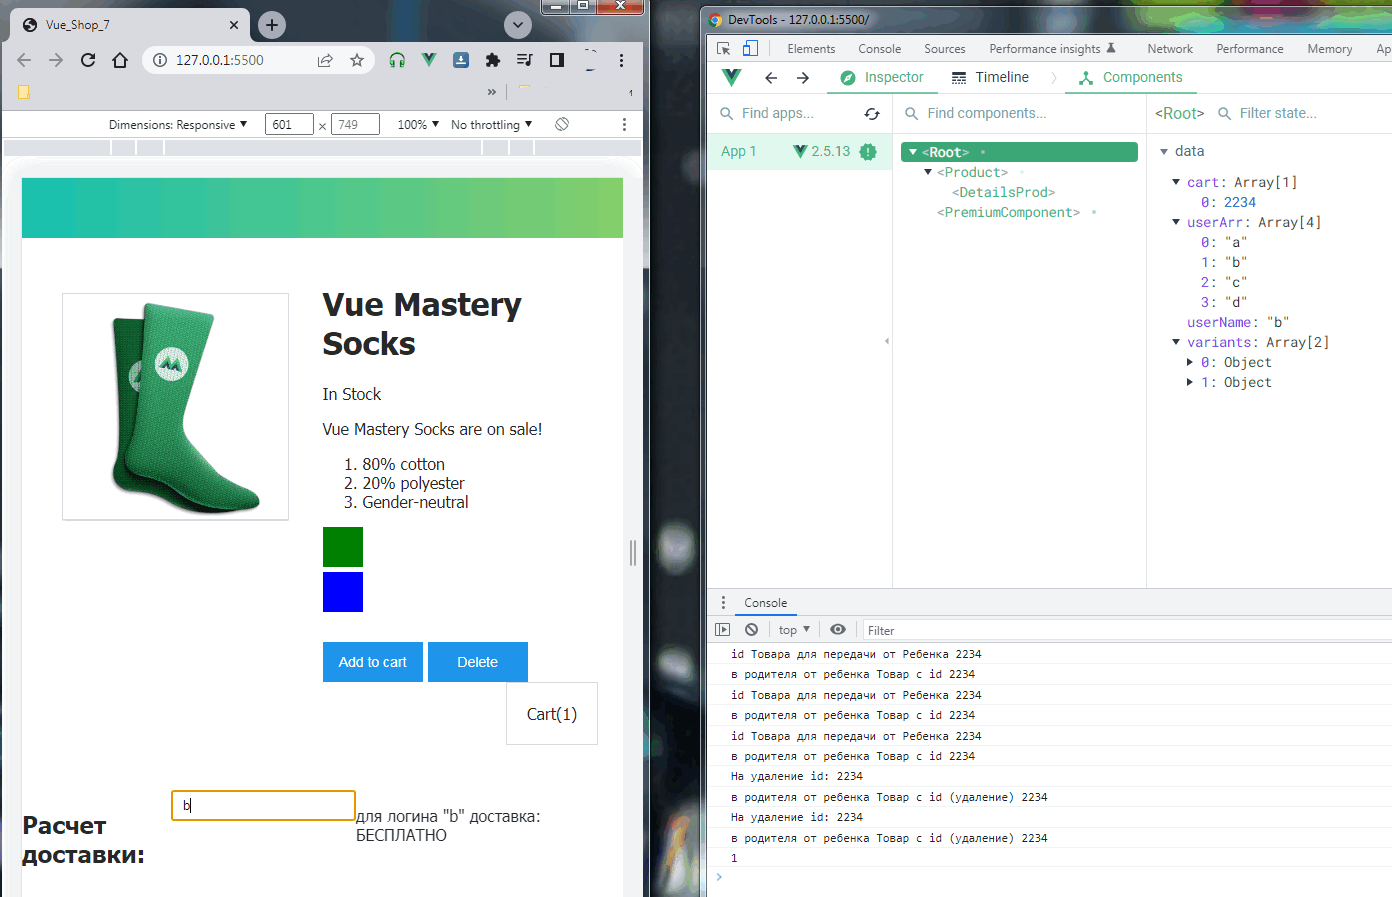 Vue_Shop_7
127.0.0.1:5500
Dimensions: Responsive
601 × 749
100%
No throttling
Vue Mastery
Socks
In Stock
Vue Mastery Socks are on sale!
1. 80% cotton
2. 20% polyester
3. Gender-neutral
Add to cart
Delete
Cart(1)
Расчет
доставки:
b
для логина "b" доставка:
БЕСПЛАТНО
DevTools - 127.0.0.1:5500/
Elements Console Sources Performance insights Network Performance Memory Ap
Inspector Timeline Components
Find apps...
Find components...
<Root> Filter state...
App 1 2.5.13
<Root>
<Product>
<DetailsProd>
<PremiumComponent>
data
cart: Array[1]
0: 2234
userArr: Array[4]
0: "a"
1: "b"
2: "c"
3: "d"
userName: "b"
variants: Array[2]
0: Object
1: Object
Console
top Filter
id Товара для передачи от Ребенка 2234
в родителя от ребенка Товар с id 2234
id Товара для передачи от Ребенка 2234
в родителя от ребенка Товар с id 2234
id Товара для передачи от Ребенка 2234
в родителя от ребенка Товар с id 2234
На удаление id: 2234
в родителя от ребенка Товар с id (удаление) 2234
На удаление id: 2234
в родителя от ребенка Товар с id (удаление) 2234
1